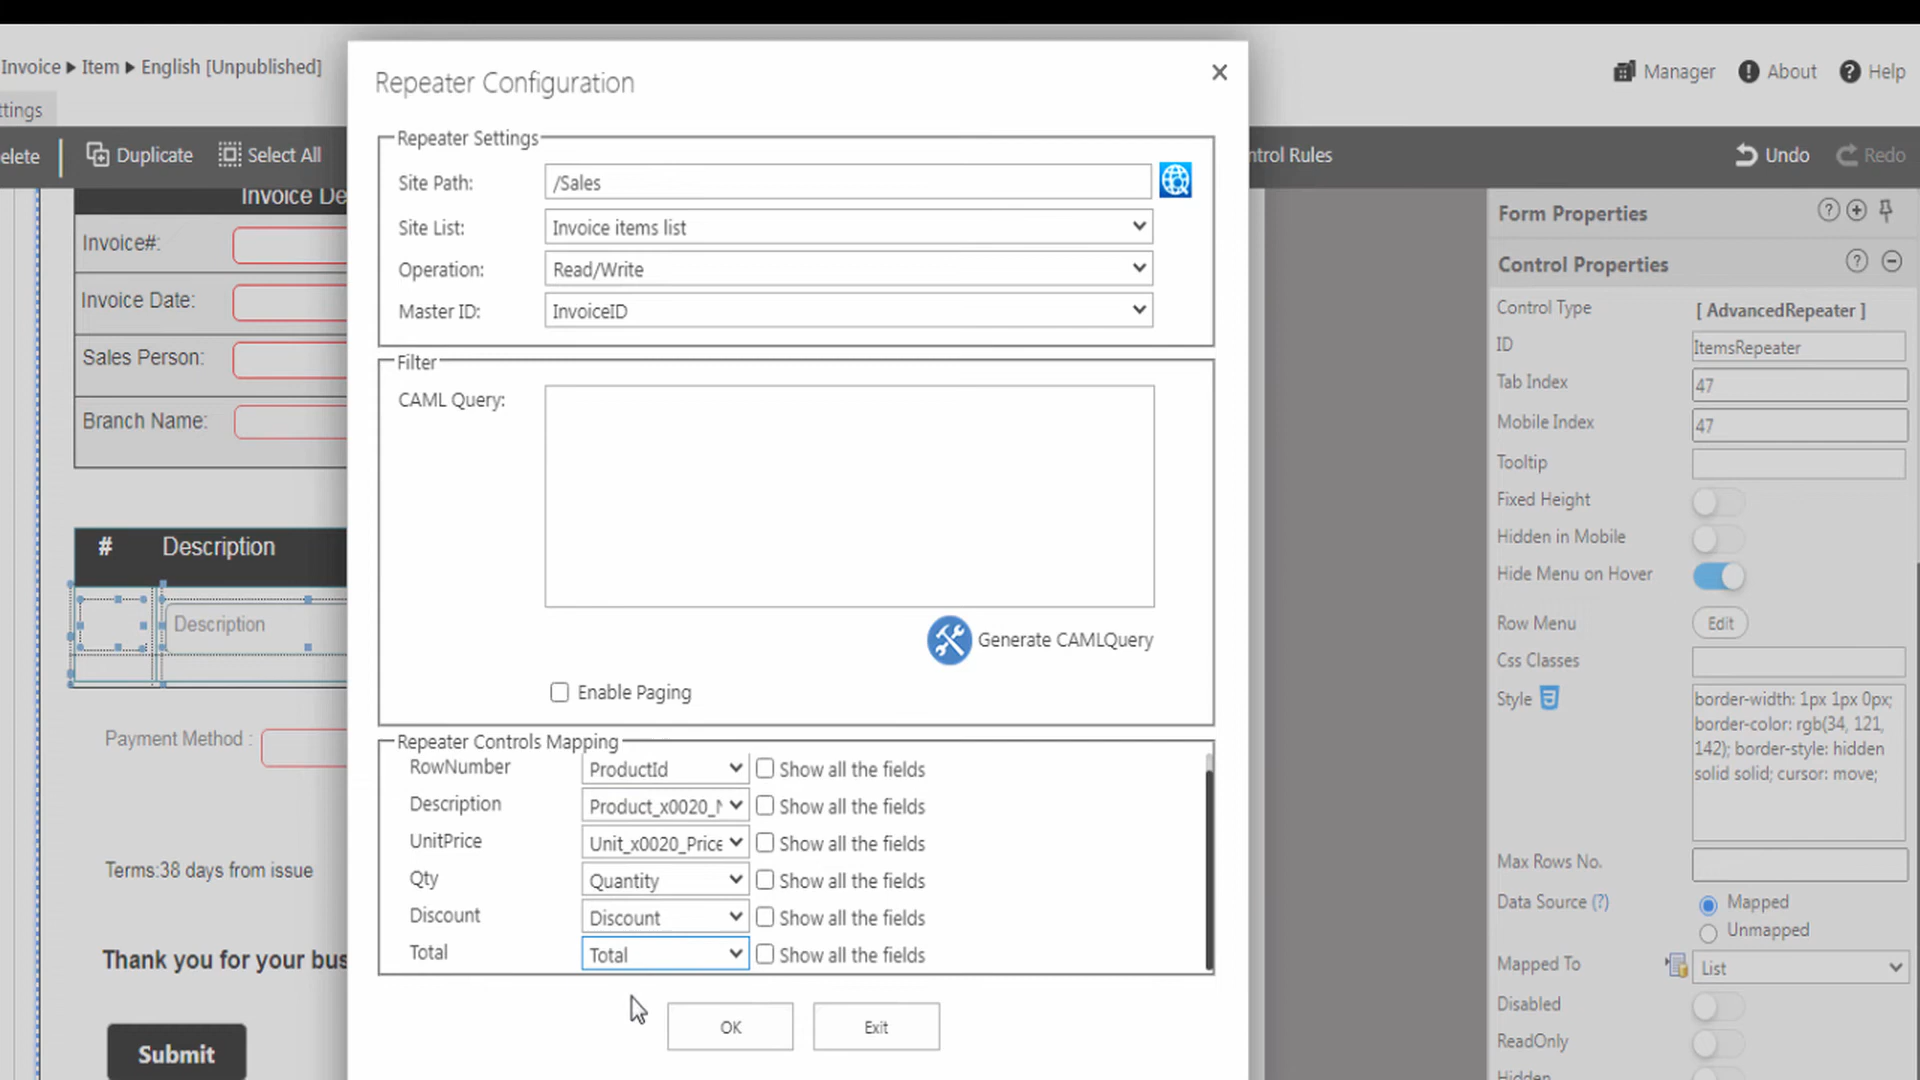 Invoice ▸ Item ▸ English [Unpublished]
Manager
About
Help
ttings
elete
Duplicate
Select All
ntrol Rules
Undo
Redo
Invoice De
Invoice#:
Invoice Date:
Sales Person:
Branch Name:
#
Description
Description
Payment Method :
Terms:38 days from issue
Thank you for your bus
Submit
Repeater Configuration
Repeater Settings
Site Path:
/Sales
Site List:
Invoice items list
Operation:
Read/Write
Master ID:
InvoiceID
Filter
CAML Query:
Generate CAMLQuery
Enable Paging
Repeater Controls Mapping
RowNumber
ProductId
Show all the fields
Description
Product_x0020_N
Show all the fields
UnitPrice
Unit_x0020_Price
Show all the fields
Qty
Quantity
Show all the fields
Discount
Discount
Show all the fields
Total
Total
Show all the fields
OK
Exit
Form Properties
Control Properties
Control Type
[ AdvancedRepeater ]
ID
ItemsRepeater
Tab Index
47
Mobile Index
47
Tooltip
Fixed Height
Hidden in Mobile
Hide Menu on Hover
Row Menu
Edit
Css Classes
Style
border-width: 1px 1px 0px;
border-color: rgb(34, 121,
142); border-style: hidden
solid solid; cursor: move;
Max Rows No.
Data Source (?)
Mapped
Unmapped
Mapped To
List
Disabled
ReadOnly
Hidden